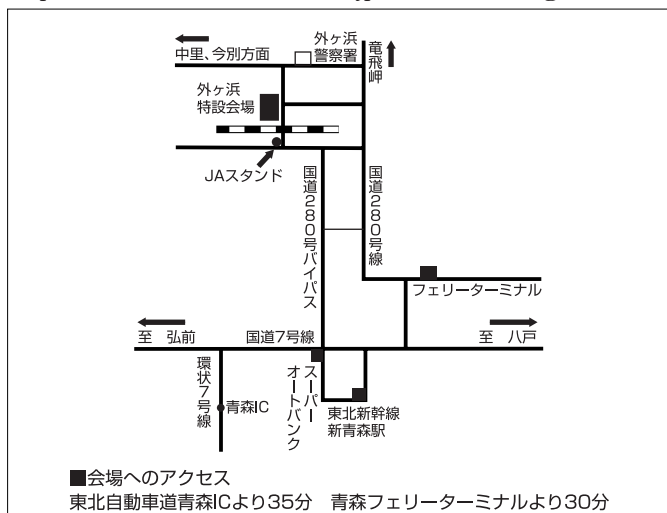 中里、今別方面
外ヶ浜
警察署
竜飛岬
外ヶ浜
特設会場
JAスタンド
国道280号バイパス
国道280号線
フェリーターミナル
至 弘前
国道7号線
至 八戸
環状7号線
青森IC
スーパー
オートバンク
東北新幹線
新青森駅
■会場へのアクセス
東北自動車道青森ICより35分 青森フェリーターミナルより30分